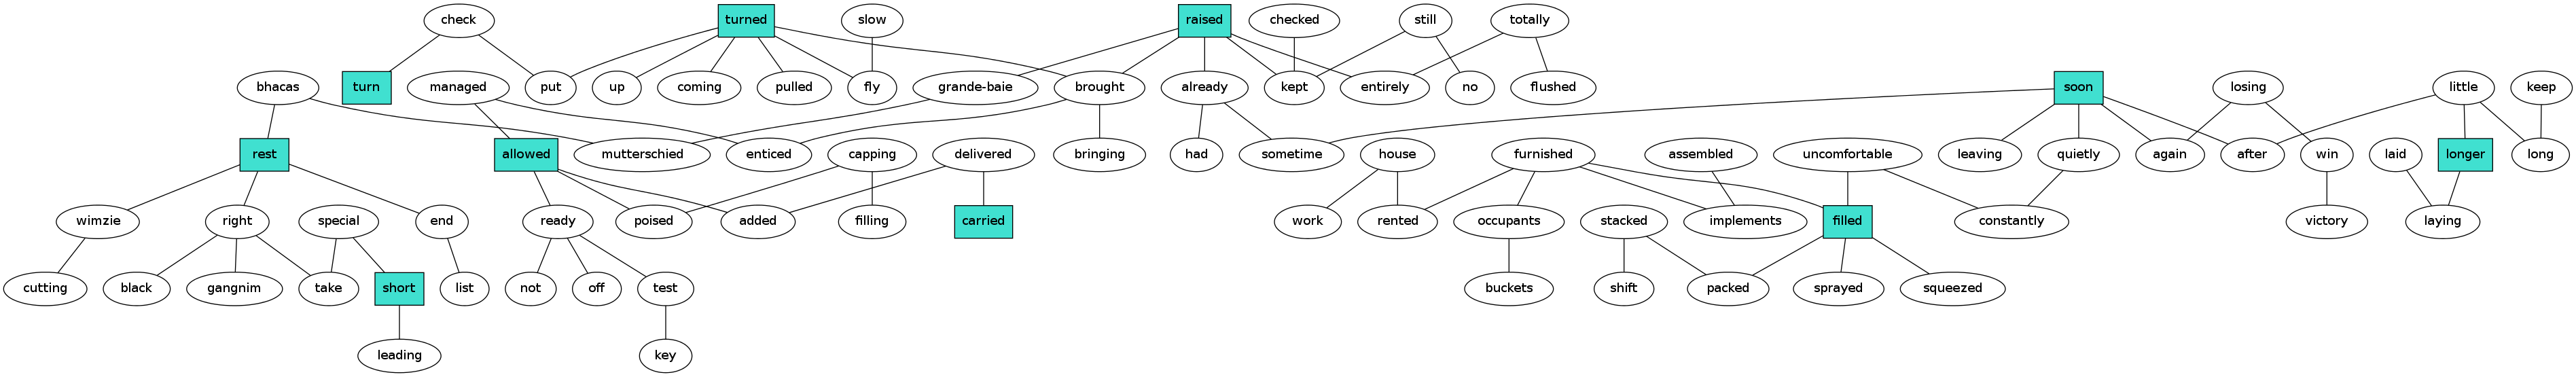 check turned slow raised checked still totally
bhacas turn managed put up coming pulled fly grande-baie brought already kept entirely no flushed soon losing little keep
rest allowed mutterschied enticed capping delivered bringing had sometime house furnished assembled uncomfortable leaving quietly again after win laid longer long
wimzie right special end ready poised added filling carried work rented occupants stacked implements filled constantly victory laying
cutting black gangnim take short list not off test buckets shift packed sprayed squeezed
leading key